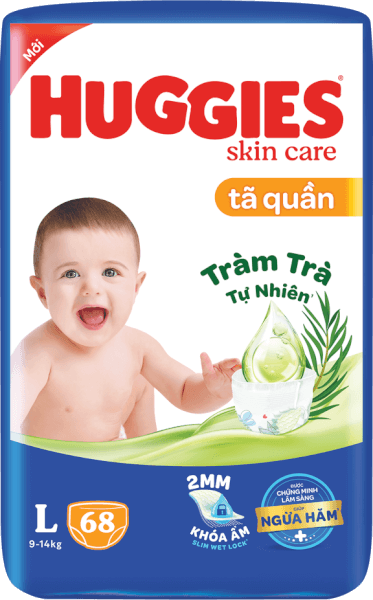 Mới
HUGGIES®
skin care
tã quần
Tràm Trà
Tự Nhiên*
2MM
KHÓA ẨM
SLIM WET LOCK*
ĐƯỢC
CHỨNG MINH
LÂM SÀNG
GIÚP
NGỪA HĂM*
L
9-14kg
68